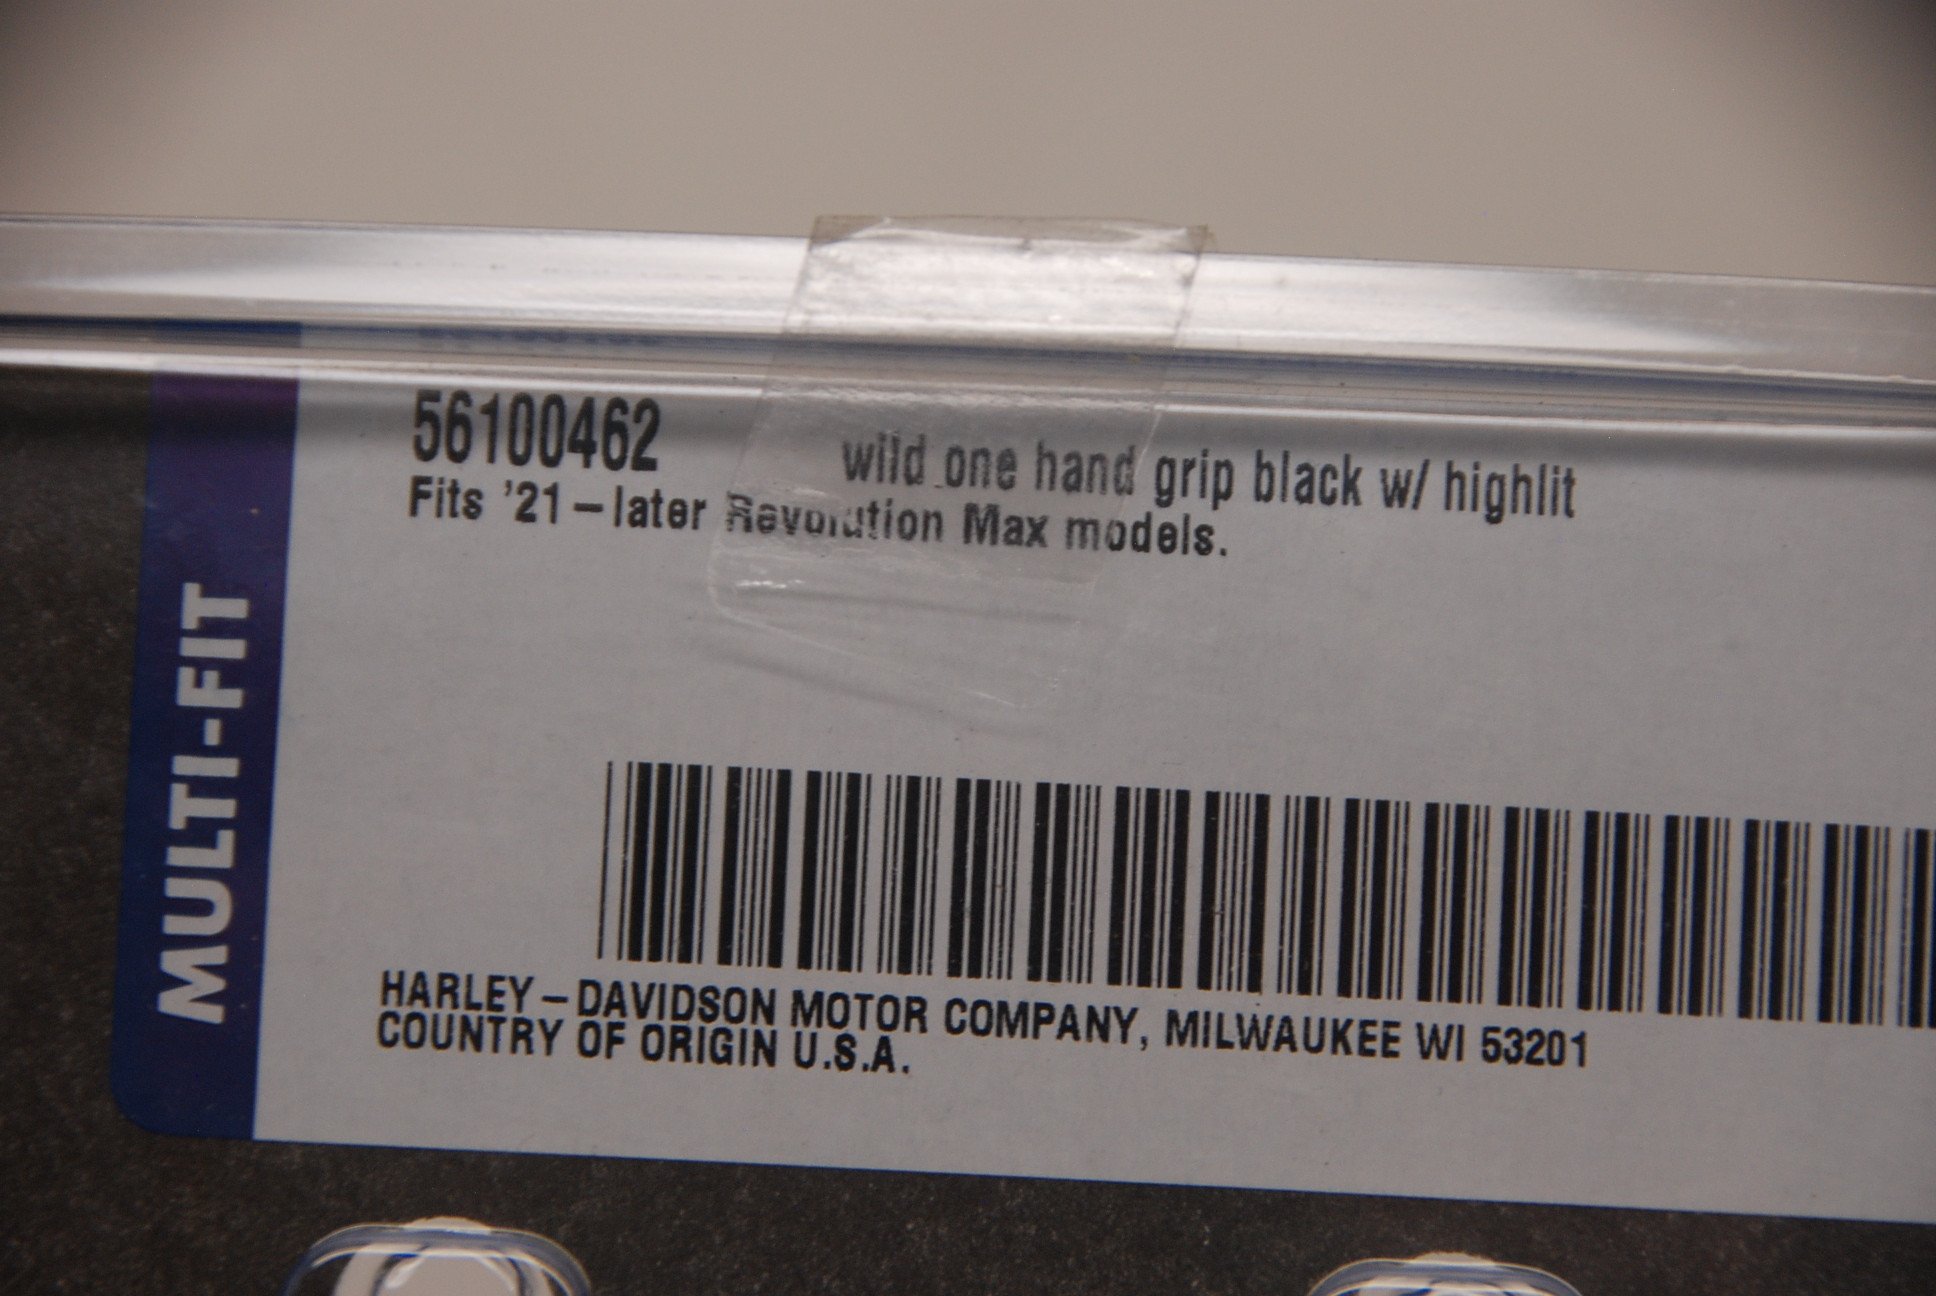 56100462 wild one hand grip black w/ highlit
Fits '21-later Revolution Max models.
MULTI-FIT
HARLEY-DAVIDSON MOTOR COMPANY, MILWAUKEE WI 53201
COUNTRY OF ORIGIN U.S.A.